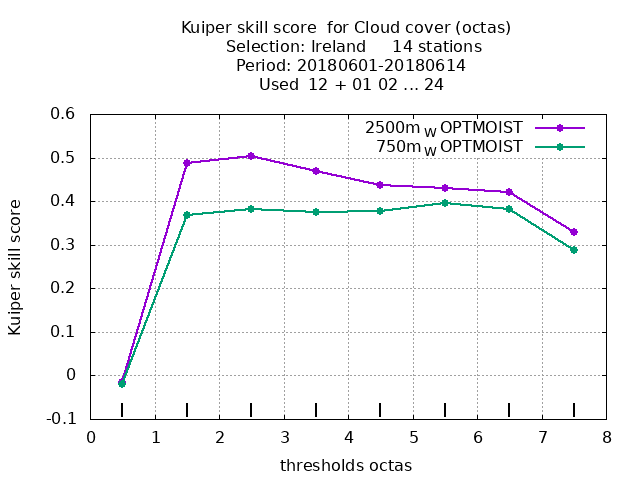 Kuiper skill score  for Cloud cover (octas)
Selection: Ireland     14 stations
Period: 20180601-20180614
Used  12 + 01 02 ... 24
2500m_W OPTMOIST
750m_W OPTMOIST
0.6
0.5
0.4
0.3
0.2
0.1
0
-0.1
Kuiper skill score
0 1 2 3 4 5 6 7 8
thresholds octas